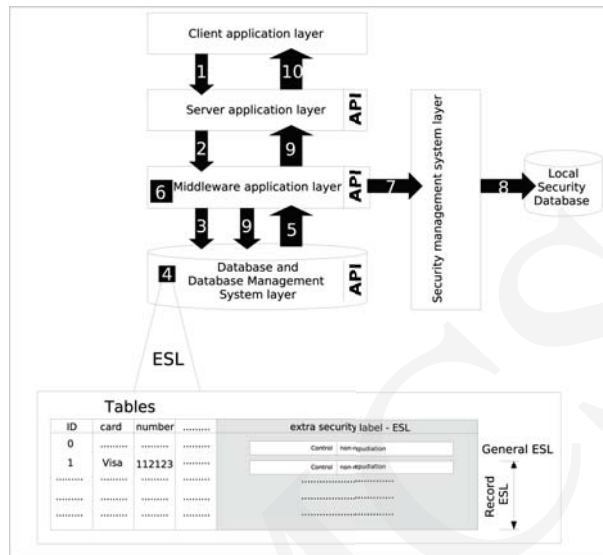 Client application layer
1
10
Server application layer
API
2
9
6
Middleware application layer
API
7
Security management system layer
8
Local
Security
Database
3
9
5
4
Database and
Database Management
System layer
API
ESL
Tables
ID card number .........
extra security label - ESL
0 ......... ......... .........
Control non-repudiation
General ESL
1 Visa 112123 .........
Control non-repudiation
Record
ESL
......... ......... ......... ......... ..................
......... ......... ......... ......... ..................
......... ......... ......... ......... ..................